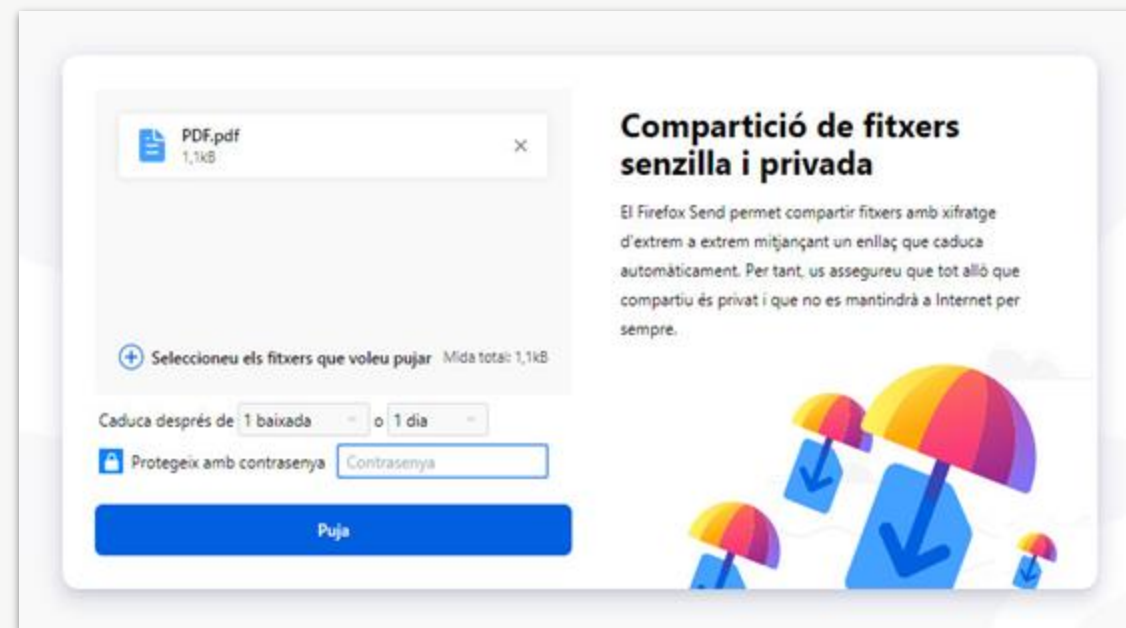 PDF.pdf
1,1kB
Seleccioneu els fitxers que voleu pujar Mida total: 1,1kB
Caduca després de 1 baixada o 1 dia
Protegeix amb contrasenya Contrasenya
Puja
Compartició de fitxers
senzilla i privada
El Firefox Send permet compartir fitxers amb xifratge
d'extrem a extrem mitjançant un enllaç que caduca
automàticament. Per tant, us assegureu que tot allò que
compartiu és privat i que no es mantindrà a Internet per
sempre.